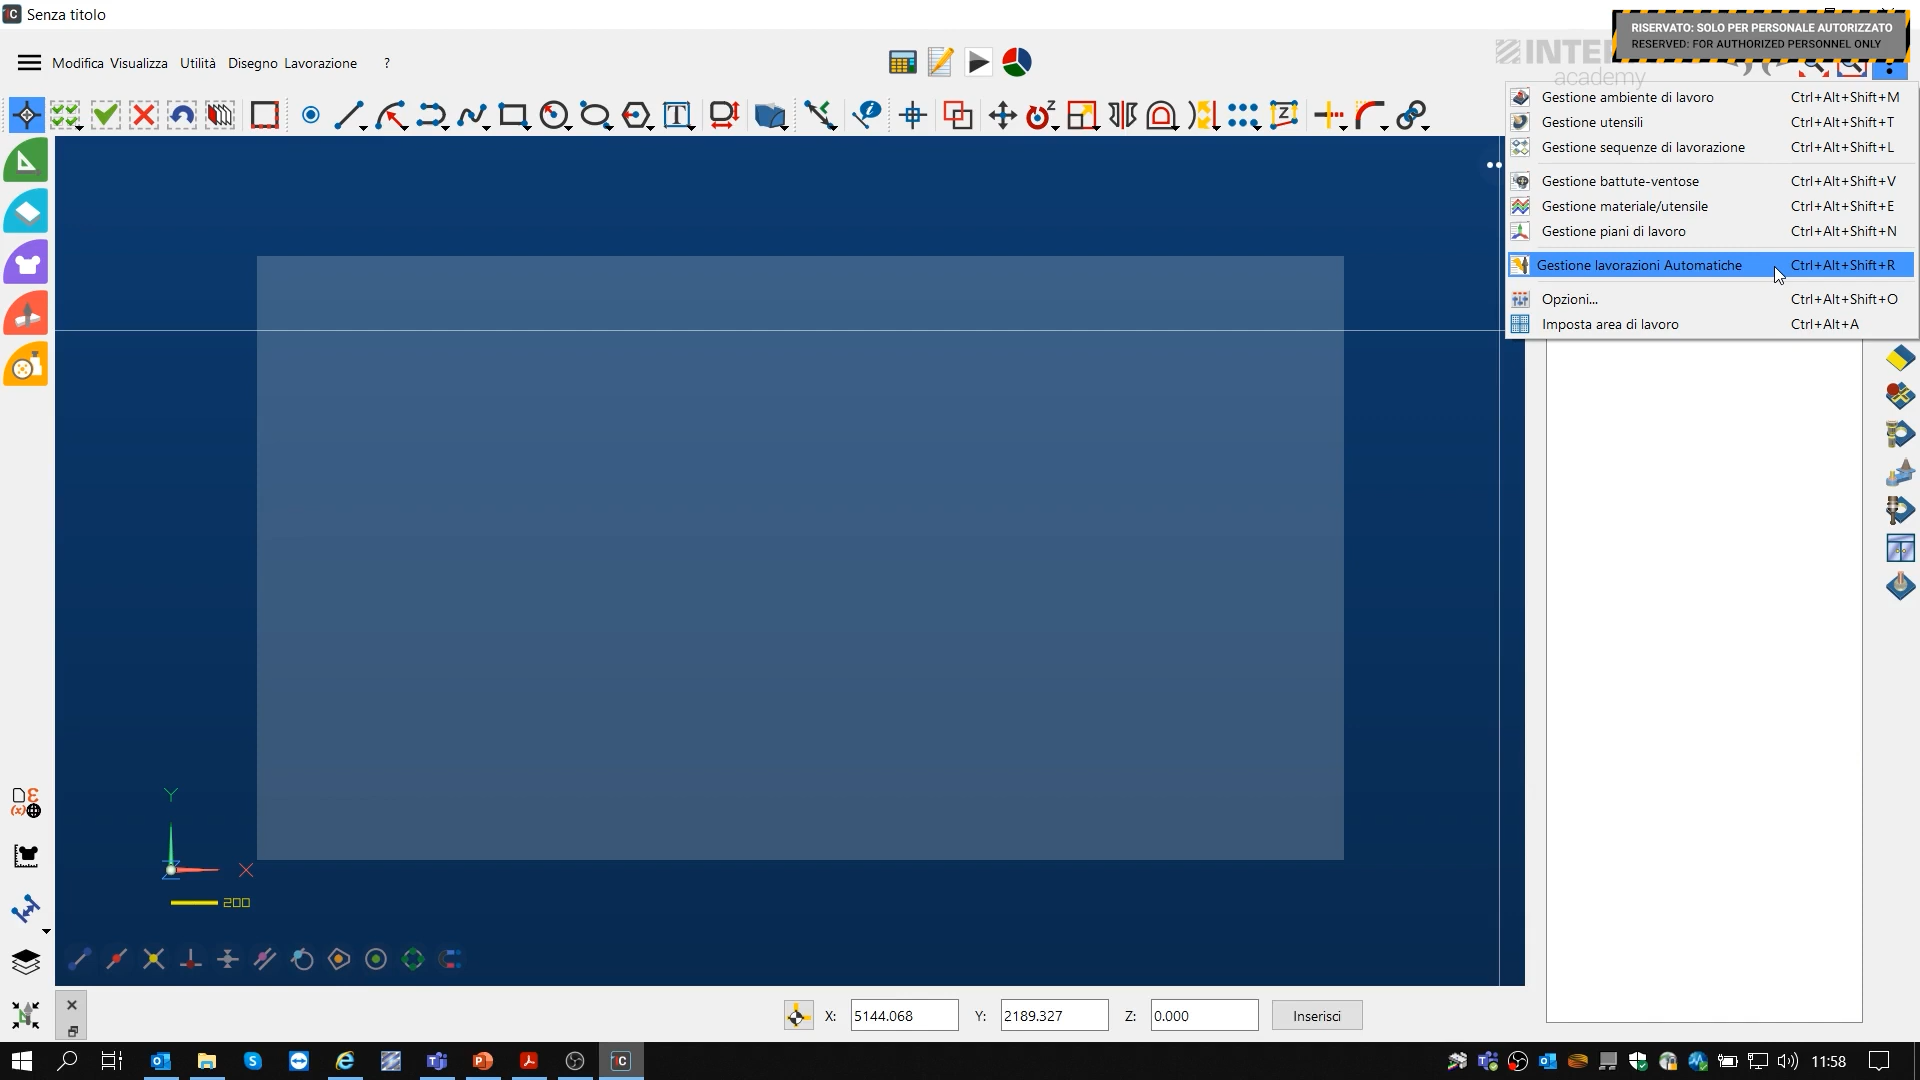 Senza titolo
RISERVATO: SOLO PER PERSONALE AUTORIZZATO
RESERVED: FOR AUTHORIZED PERSONNEL ONLY
academy
Modifica Visualizza Utilità Disegno Lavorazione ?
Gestione ambiente di lavoro Ctrl+Alt+Shift+M
Gestione utensili Ctrl+Alt+Shift+T
Gestione sequenze di lavorazione Ctrl+Alt+Shift+L
Gestione battute-ventose Ctrl+Alt+Shift+V
Gestione materiale/utensile Ctrl+Alt+Shift+E
Gestione piani di lavoro Ctrl+Alt+Shift+N
Gestione lavorazioni Automatiche Ctrl+Alt+Shift+R
Opzioni... Ctrl+Alt+Shift+O
Imposta area di lavoro Ctrl+Alt+A
Y
Z
X
200
X: 5144.068 Y: 2189.327 Z: 0.000 Inserisci
11:58